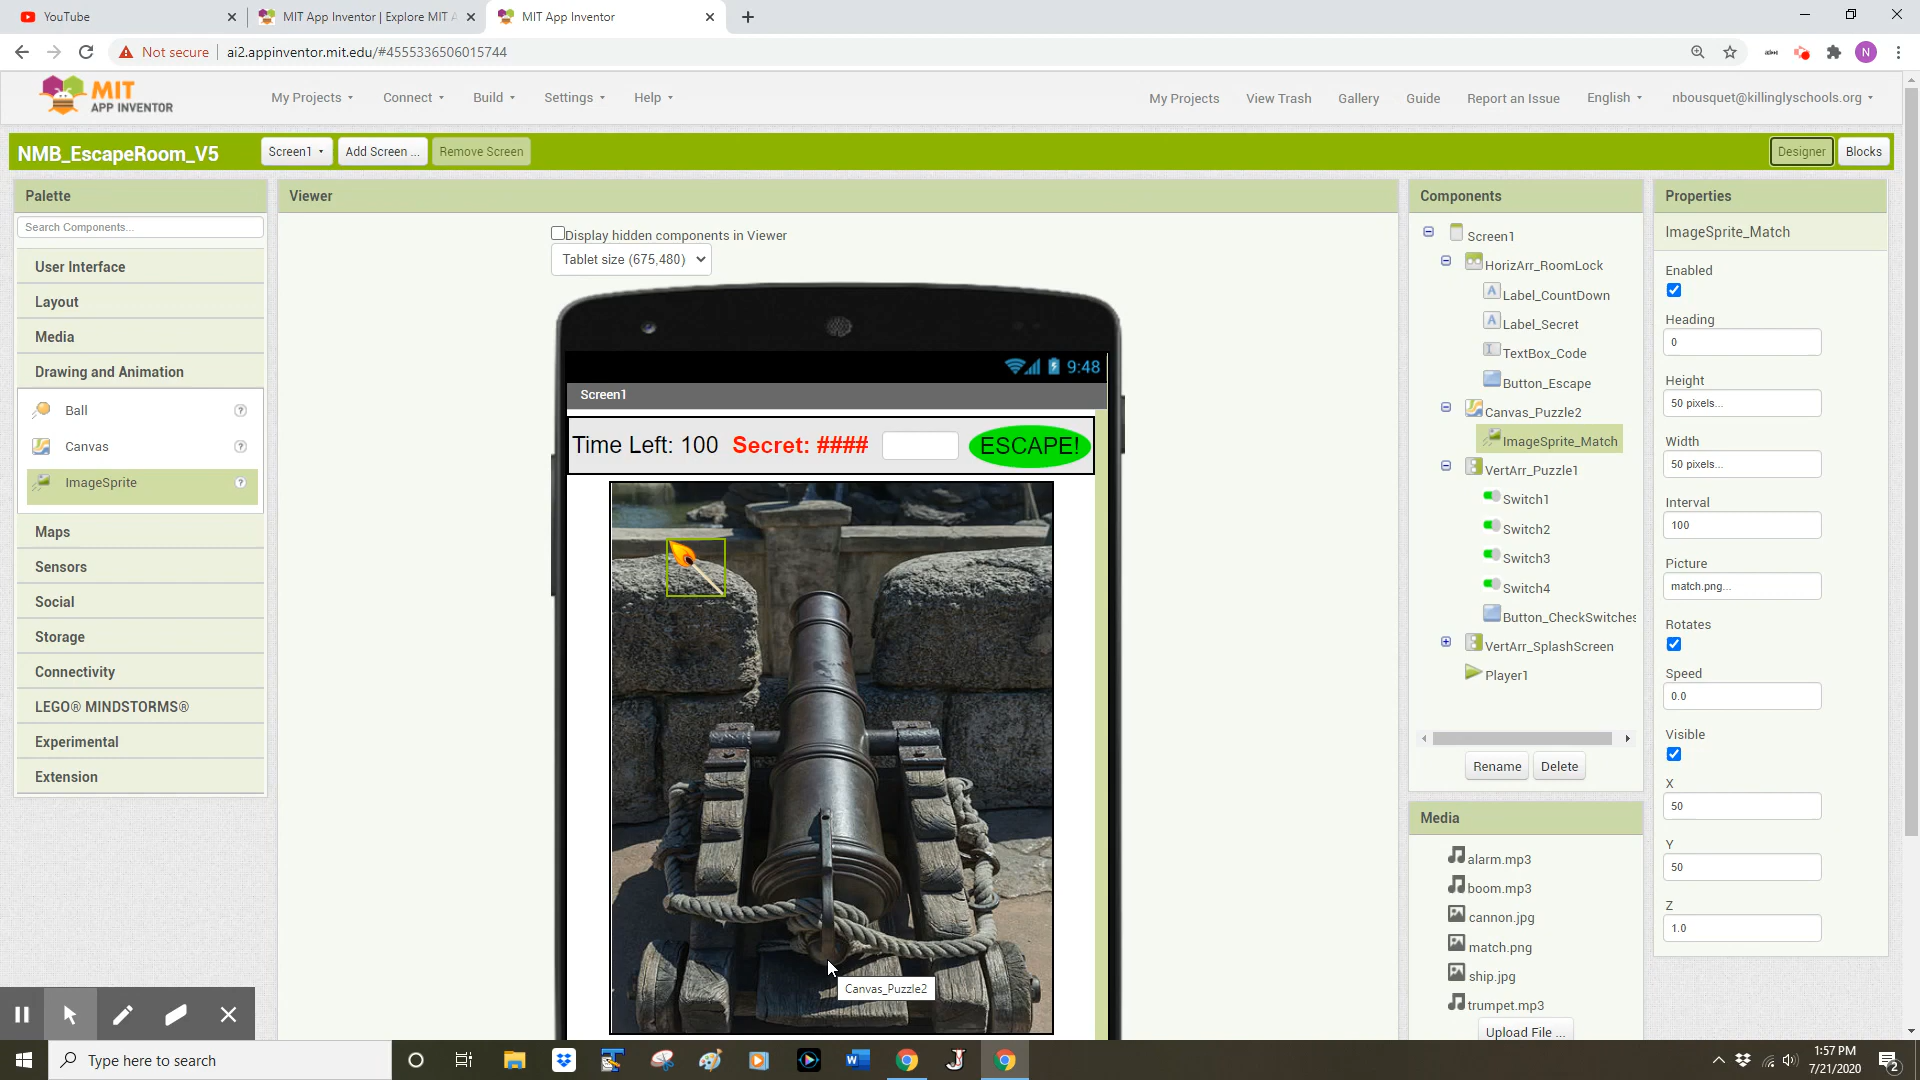 YouTube
MIT App Inventor | Explore MIT A
MIT App Inventor
Not secure
ai2.appinventor.mit.edu/#4555336506015744
N
MIT
APP INVENTOR
My Projects
Connect
Build
Settings
Help
My Projects
View Trash
Gallery
Guide
Report an Issue
English
nbousquet@killinglyschools.org
NMB_EscapeRoom_V5
Screen1
Add Screen ...
Remove Screen
Designer
Blocks
Palette
Search Components...
User Interface
Layout
Media
Drawing and Animation
Ball
?
Canvas
?
ImageSprite
?
Maps
Sensors
Social
Storage
Connectivity
LEGO® MINDSTORMS®
Experimental
Extension
Viewer
Display hidden components in Viewer
Tablet size (675,480)
9:48
Screen1
Time Left: 100 Secret: #### ESCAPE!
Canvas_Puzzle2
Components
Screen1
HorizArr_RoomLock
A Label_CountDown
A Label_Secret
TextBox_Code
Button_Escape
Canvas_Puzzle2
ImageSprite_Match
VertArr_Puzzle1
Switch1
Switch2
Switch3
Switch4
Button_CheckSwitches
VertArr_SplashScreen
Player1
Rename
Delete
Media
alarm.mp3
boom.mp3
cannon.jpg
match.png
ship.jpg
trumpet.mp3
Upload File ...
Properties
ImageSprite_Match
Enabled
Heading
0
Height
50 pixels...
Width
50 pixels...
Interval
100
Picture
match.png...
Rotates
Speed
0.0
Visible
X
50
Y
50
Z
1.0
Type here to search
1:57 PM
7/21/2020
2